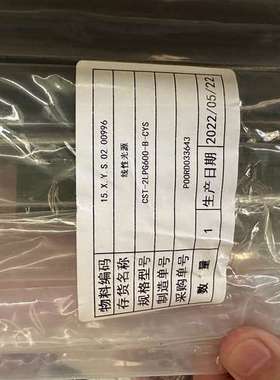 物料编码 15.X.Y.S.02.00996
存货名称 线性光源
规格型号 CST-2LPG600-B-CYS
制造单号
采购单号 POOR0033643
数量 1 生产日期 2022/05/22